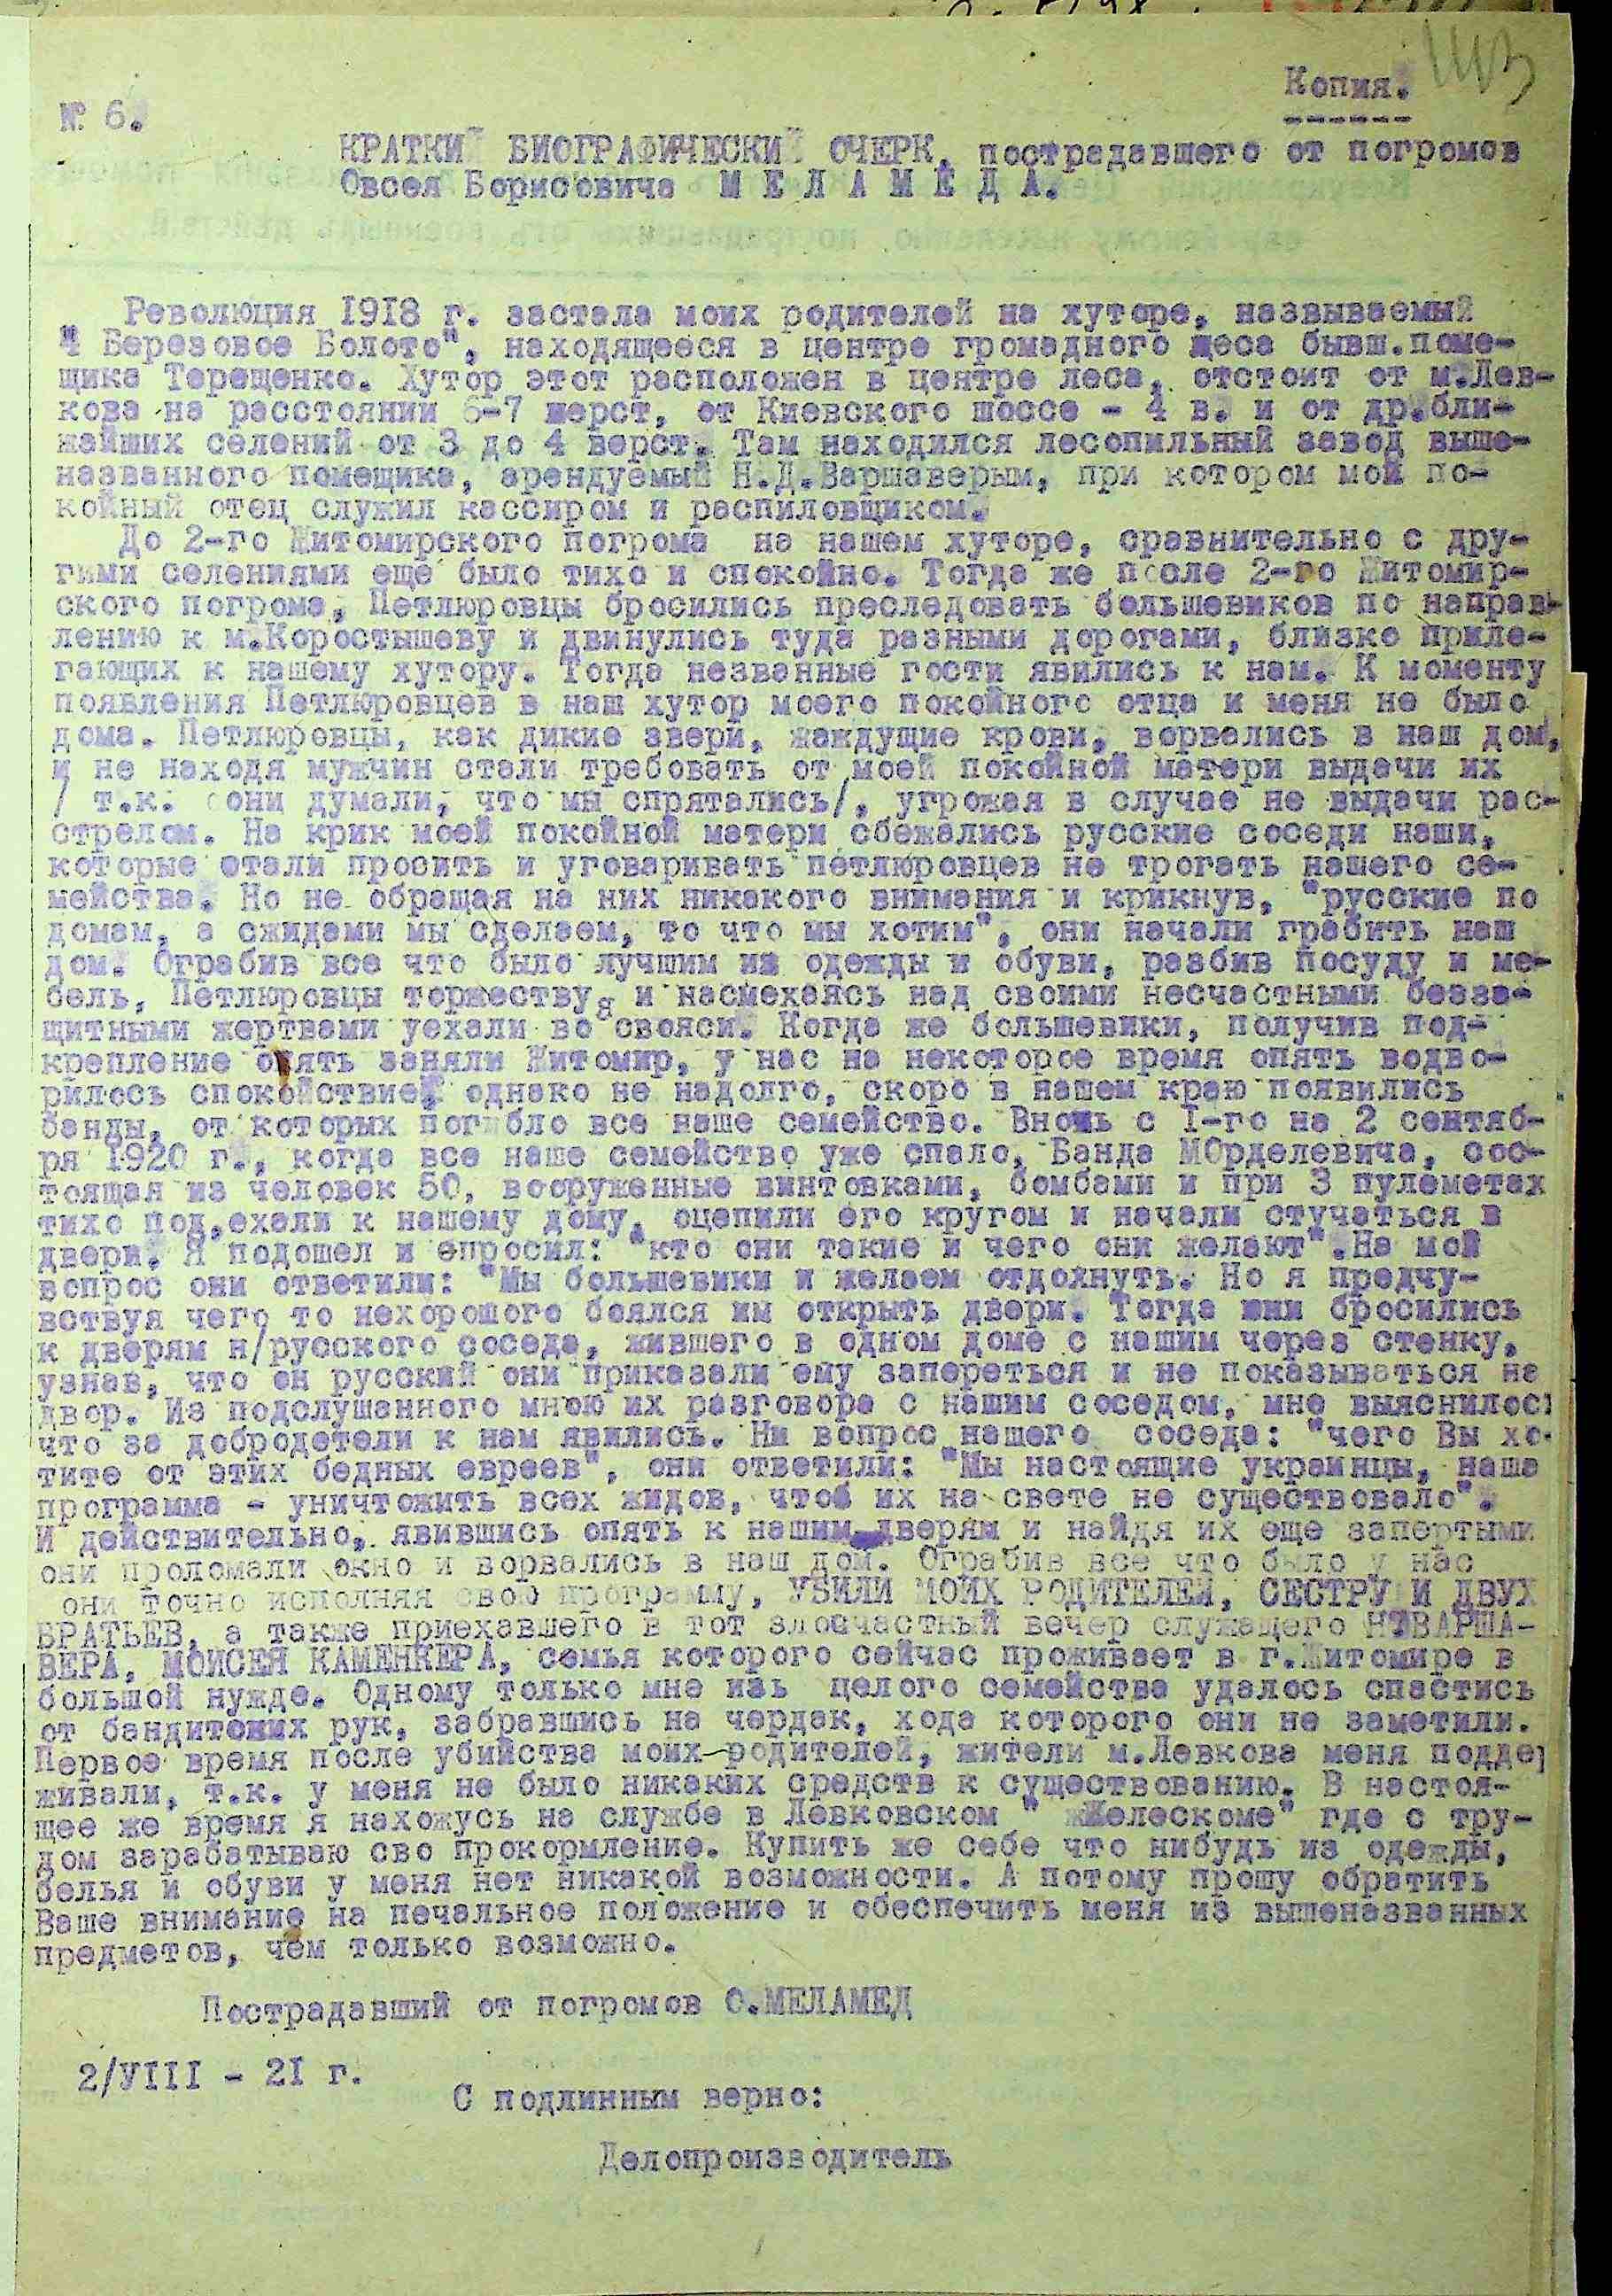 Копия.
№ 6.
КРАТКИЙ БИОГРАФИЧЕСКИЙ ОЧЕРК, пострадавшего от погромов
Овсея Борисовича М Е Л А М Е Д А.
Революция 1918 г. застала моих родителей на хуторе, назвываемый
" Березовое Болото", находящееся в центре громадного леса бывш.поме-
щика Терещенко. Хутор этот расположен в центре леса, отстоит от м.Лев-
кова на расстоянии 6-7 верст, от Киевского шоссе - 4 в. и от др.бли-
жайших селений от 3 до 4 верст. Там находился лесопильный завод выше-
названного помещика, арендуемый Н.Д.Варшаверым, при котором мой по-
койный отец служил кассиром и распиловщиком.
До 2-го Житомирского погрома на нашем хуторе, сравнительно с дру-
гими селениями еще было тихо и спокойно. Тогда же после 2-го Житомир-
ского погрома, Петлюровцы бросились преследовать большевиков по направ-
лению к м.Коростышеву и двинулись туда разными дорогами, близко приле-
гающих к нашему хутору. Тогда незванные гости явились к нам. К моменту
появления Петлюровцев в наш хутор моего покойного отца и меня не было
дома. Петлюровцы, как дикие звери, жаждущие крови, ворвались в наш дом,
и не находя мужчин стали требовать от моей покойной матери выдачи их
/ т.к. они думали, что мы спрятались/, угрожая в случае не выдачи рас-
стрелом. На крик моей покойной матери сбежались русские соседи наши,
которые стали просить и уговаривать петлюровцев не трогать нашего се-
мейства. Но не обращая на них никакого внимания и крикнув, "русские по
домам, а сжидами мы сделаем, то что мы хотим", они начали грабить наш
дом. Ограбив все что было лучшим из одежды и обуви, разбив посуду и ме-
бель, Петлюровцы торжествуя и насмехаясь над своими несчастными безза-
щитными жертвами уехали во свояси. Когда же большевики, получив под-
крепление опять заняли Житомир, у нас на некоторое время опять водво-
рилось спокойствие, однако не надолго, скоро в нашем краю появились
банды, от которых погибло все наше семейство. Вночь с I-го на 2 сентяб-
ря 1920 г., когда все наше семейство уже спало, Банда МОрделевича, сос-
тоящая из человек 50, вооруженные винтовками, бомбами и при 3 пулеметах
тихо под,ехали к нашему дому, оцепили его кругом и начали стучаться в
двери. Я подошел и спросил: "кто они такие и чего они желают".На мой
вопрос они ответили: "Мы большевики и желаем отдохнуть. Но я предчу-
вствуя чего то нехорошого боялся им открыть двери. Тогда они бросились
к дверям н/русского соседа, жившего в одном доме с нашим через стенку,
узнав, что он русский они приказали ему запереться и не показываться на
двор. Из подслушанного мною их разговора с нашим соседом, мне выяснилось
что за добродетели к нам явились. Ни вопрос нашего соседа: "чего Вы хо-
тите от этих бедных евреев", они ответили: "Мы настоящие украинцы, наша
программа - уничтожить всех жидов, чтоб их на свете не существовало".
И действительно, явившись опять к нашим дверям и найдя их еще запертыми
они проломали окно и ворвались в наш дом. Ограбив все что было у нас
они точно исполняя свою программу, УБИЛИ МОИХ РОДИТЕЛЕЙ, СЕСТРУ И ДВУХ
БРАТЬЕВ, а также приехавшего в тот злосчастный вечер служащего ВАРША-
ВЕРА, МОИСЕЯ КАМЕНКЕРА, семья которого сейчас проживает в г.Житомире в
большой нужде. Одному только мне изь целого семейства удалось спастись
от бандитских рук, забравшись на чердак, хода которого они не заметили.
Первое время после убийства моих родителей, жители м.Левкова меня поддер
живали, т.к. у меня не было никаких средств к существованию. В настоя-
щее же время я нахожусь на службе в Левковском " жЖелескоме" где с тру-
дом зарабатываю сво прокормление. Купить же себе что нибудь из одежды,
белья и обуви у меня нет никакой возможности. А потому прошу обратить
Ваше внимание на печальное положение и обеспечить меня из вышеназванных
предметов, чем только возможно.
Пострадавший от погромов О.МЕЛАМЕД
2/УIII - 2I г.
С подлинным верно:
Делопроизводитель